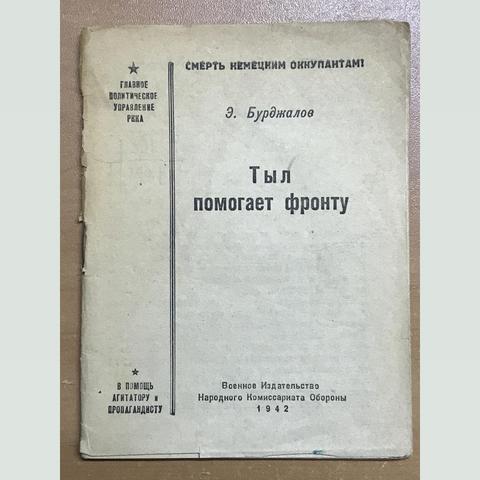 СМЕРТЬ НЕМЕЦКИМ ОККУПАНТАМ!
ГЛАВНОЕ
ПОЛИТИЧЕСКОЕ
УПРАВЛЕНИЕ
РККА
Э. Бурджалов
Тыл
помогает фронту
В ПОМОЩЬ
АГИТАТОРУ и
ПРОПАГАНДИСТУ
Военное Издательство
Народного Комиссариата Обороны
1942